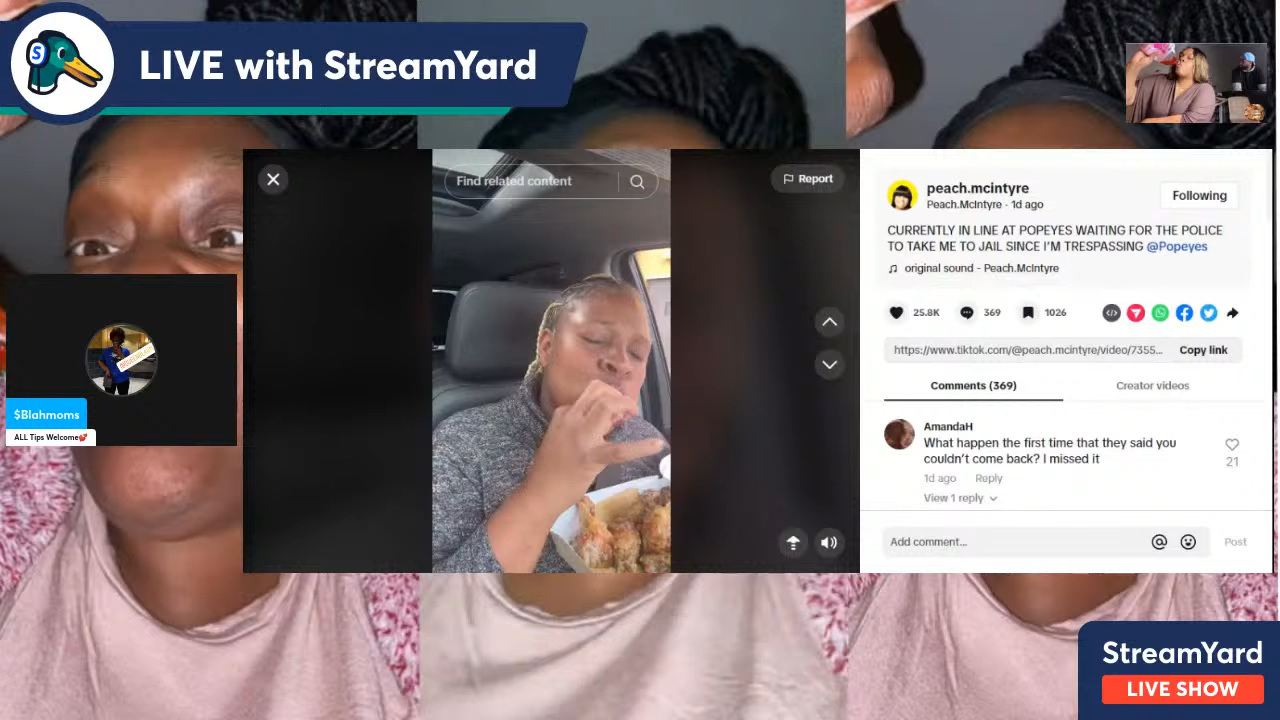 S
LIVE with StreamYard
Find related content
Report
peach.mcintyre
Peach.McIntyre · 1d ago
Following
CURRENTLY IN LINE AT POPEYES WAITING FOR THE POLICE
TO TAKE ME TO JAIL SINCE I'M TRESPASSING @Popeyes
original sound - Peach.McIntyre
25.8K
369
1026
https://www.tiktok.com/@peach.mcintyre/video/7355...
Copy link
Comments (369)
Creator videos
AmandaH
What happen the first time that they said you
couldn't come back? I missed it
21
1d ago
Reply
View 1 reply
Add comment...
Post
$Blahmoms
ALL Tips Welcome💕
StreamYard
LIVE SHOW